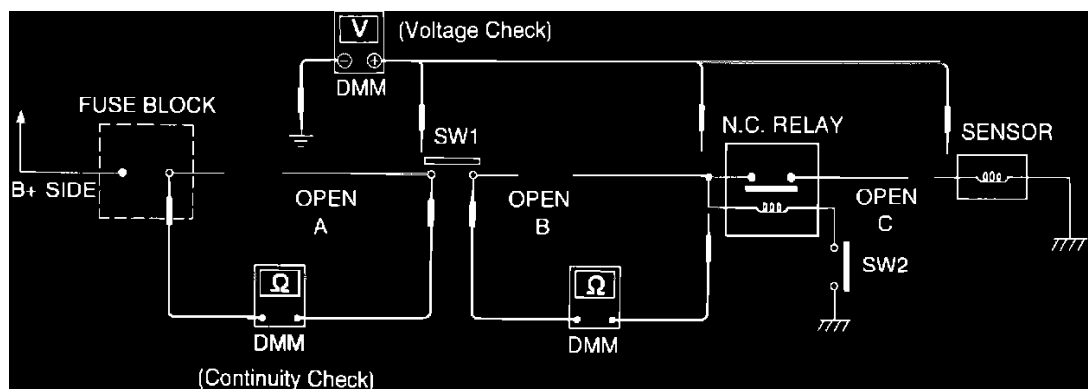 V
(Voltage Check)
DMM
FUSE BLOCK
SW1
N.C. RELAY
SENSOR
B+ SIDE
OPEN
A
OPEN
B
OPEN
C
SW2
Ω
Ω
DMM
DMM
(Continuity Check)